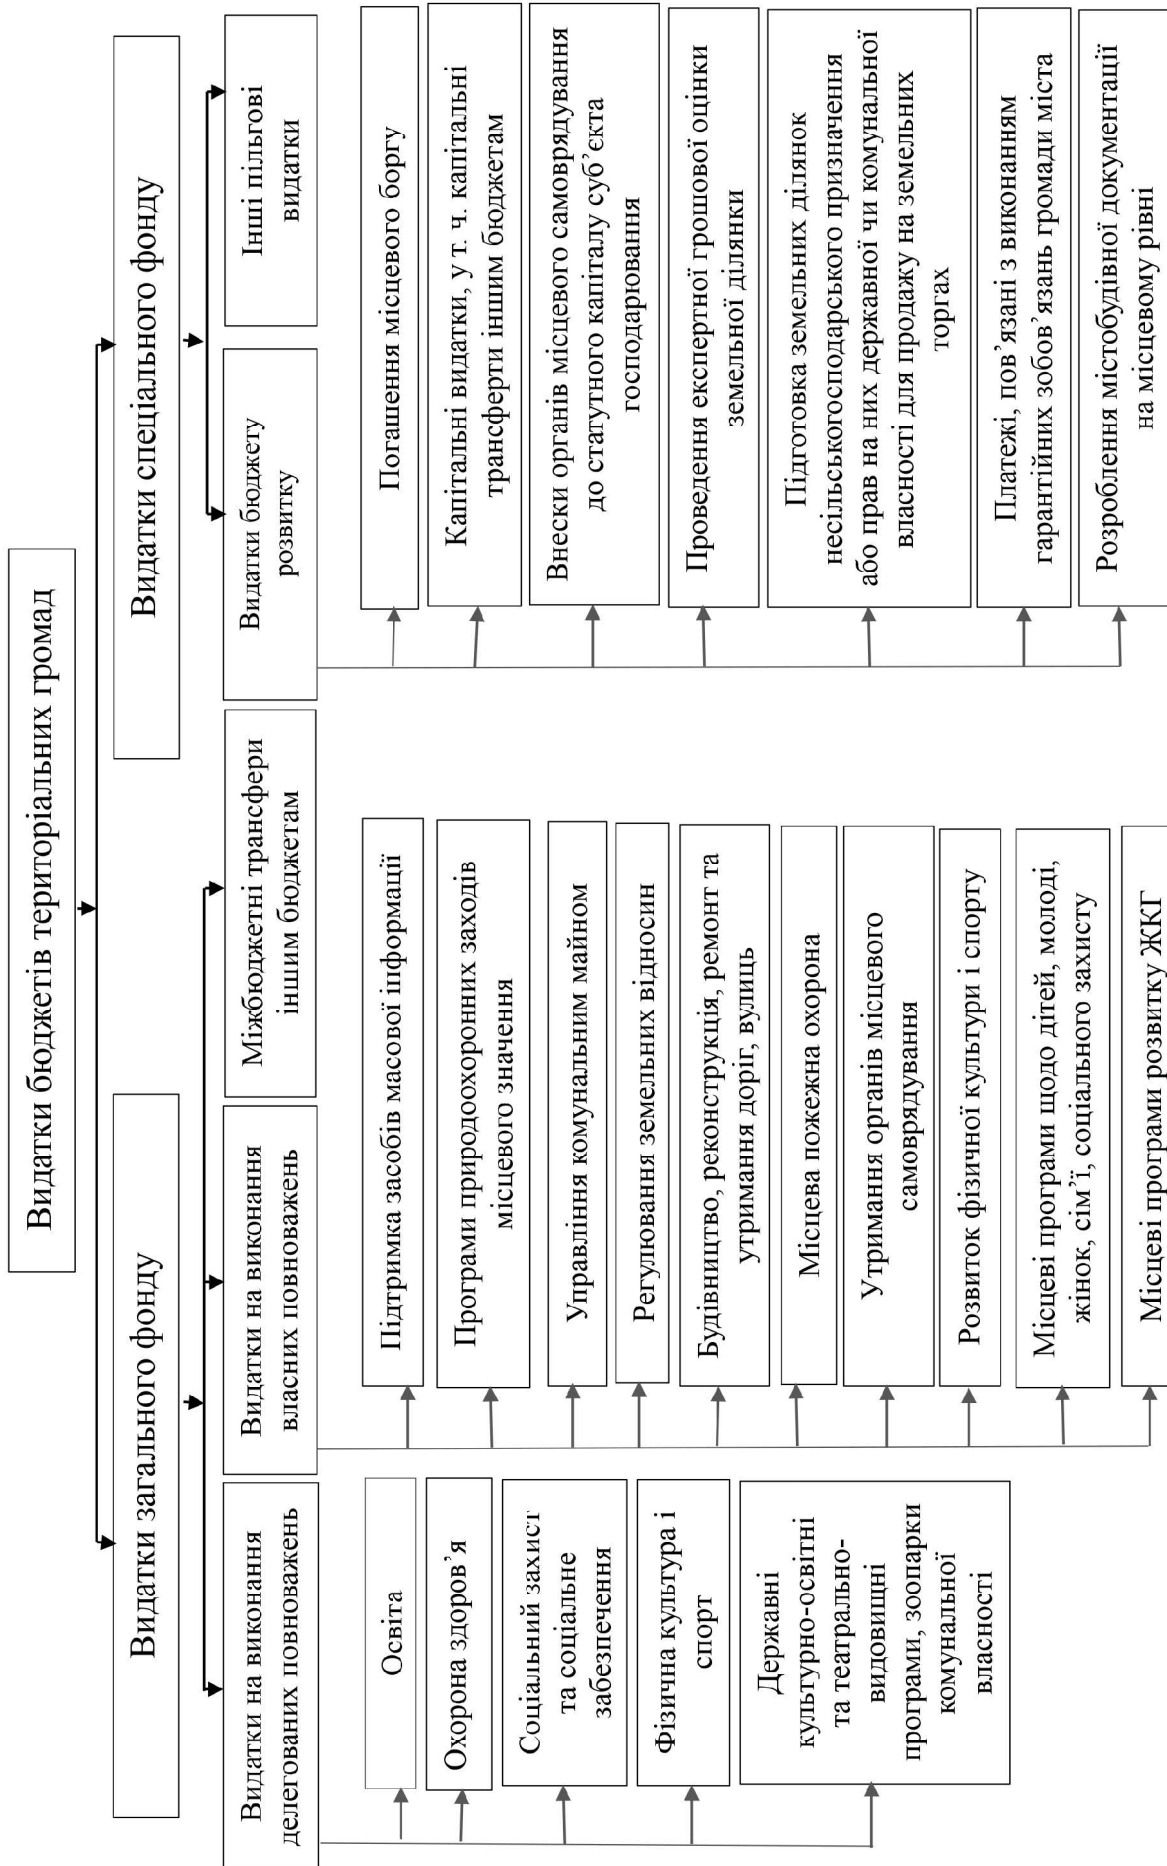 Видатки бюджетів територіальних громад
Видатки загального фонду
Видатки спеціального фонду
Видатки на виконання
делегованих повноважень
Видатки на виконання
власних повноважень
Міжбюджетні трансфери
іншим бюджетам
Видатки бюджету
розвитку
Інші пільгові
видатки
Освіта
Охорона здоров’я
Соціальний захист
та соціальне
забезпечення
Фізична культура і
спорт
Державні
культурно-освітні
та театрально-
видовищні
програми, зоопарки
комунальної
власності
Підтримка засобів масової інформації
Програми природоохоронних заходів
місцевого значення
Управління комунальним майном
Регулювання земельних відносин
Будівництво, реконструкція, ремонт та
утримання доріг, вулиць
Місцева пожежна охорона
Утримання органів місцевого
самоврядування
Розвиток фізичної культури і спорту
Місцеві програми щодо дітей, молоді,
жінок, сім’ї, соціального захисту
Місцеві програми розвитку ЖКГ
Погашення місцевого боргу
Капітальні видатки, у т. ч. капітальні
трансферти іншим бюджетам
Внески органів місцевого самоврядування
до статутного капіталу суб’єкта
господарювання
Проведення експертної грошової оцінки
земельної ділянки
Підготовка земельних ділянок
несільськогосподарського призначення
або прав на них державної чи комунальної
власності для продажу на земельних
торгах
Платежі, пов’язані з виконанням
гарантійних зобов’язань громади міста
Розроблення містобудівної документації
на місцевому рівні